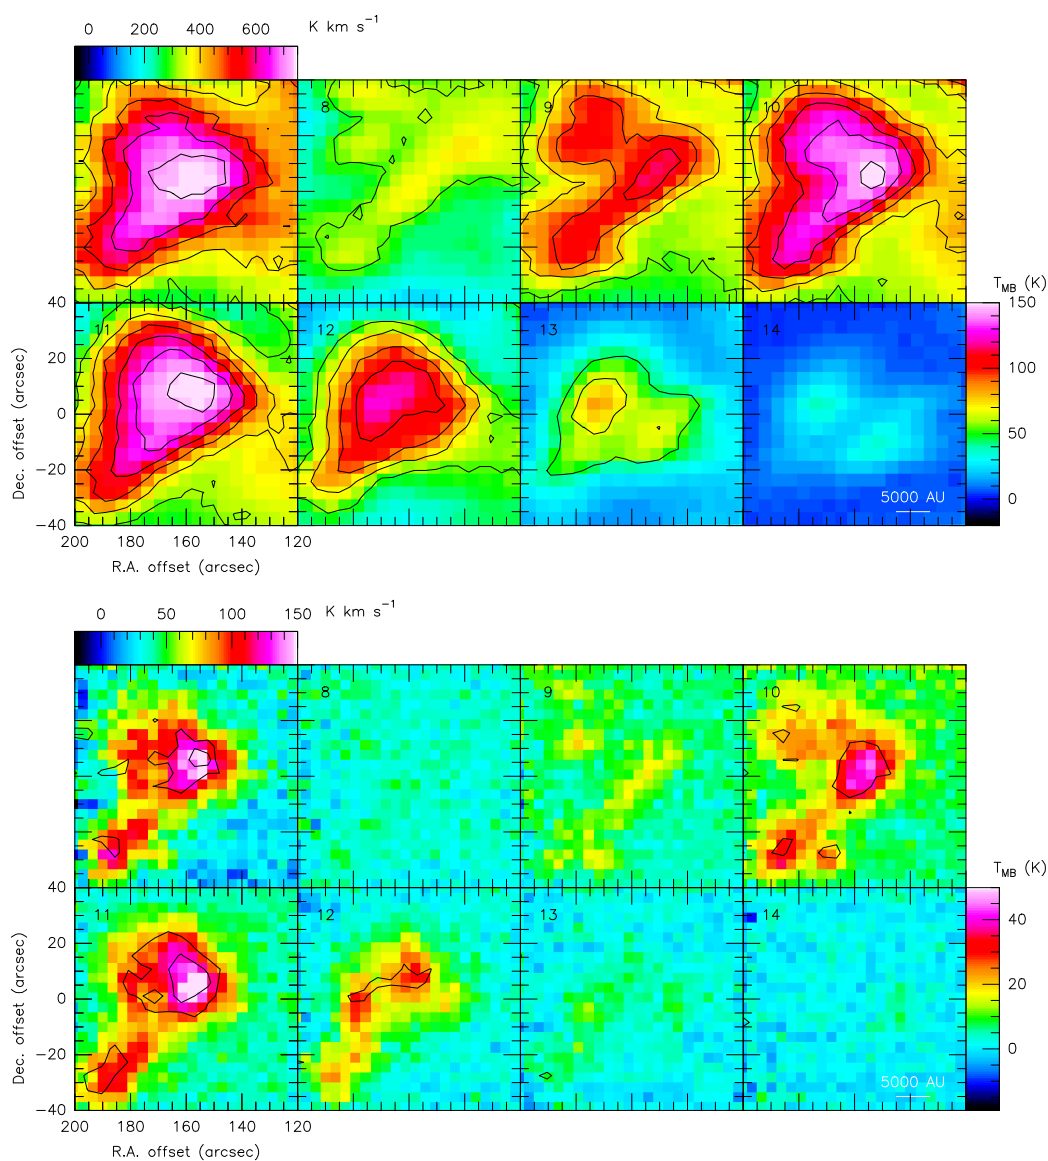 0 200 400 600 K km s⁻¹
8 9 10
T_MB (K)
40 11 12 13 14 150
20
100
0
50
−20
5000 AU 0
−40
Dec. offset (arcsec)
200 180 160 140 120
R.A. offset (arcsec)
0 50 100 150 K km s⁻¹
8 9 10
T_MB (K)
40 11 12 13 14
40
20
20
0
0
−20
5000 AU
−40
Dec. offset (arcsec)
200 180 160 140 120
R.A. offset (arcsec)